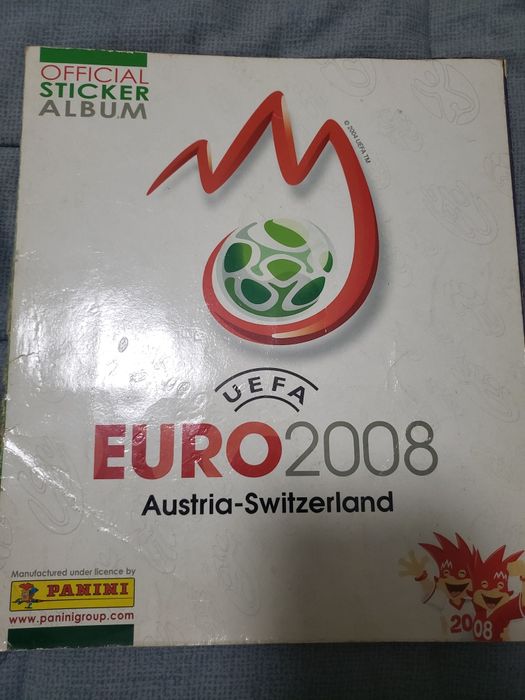 OFFICIAL
STICKER
ALBUM
© 2004 UEFA TM
UEFA
EURO2008
Austria-Switzerland
Manufactured under licence by
PANINI
www.paninigroup.com
2008